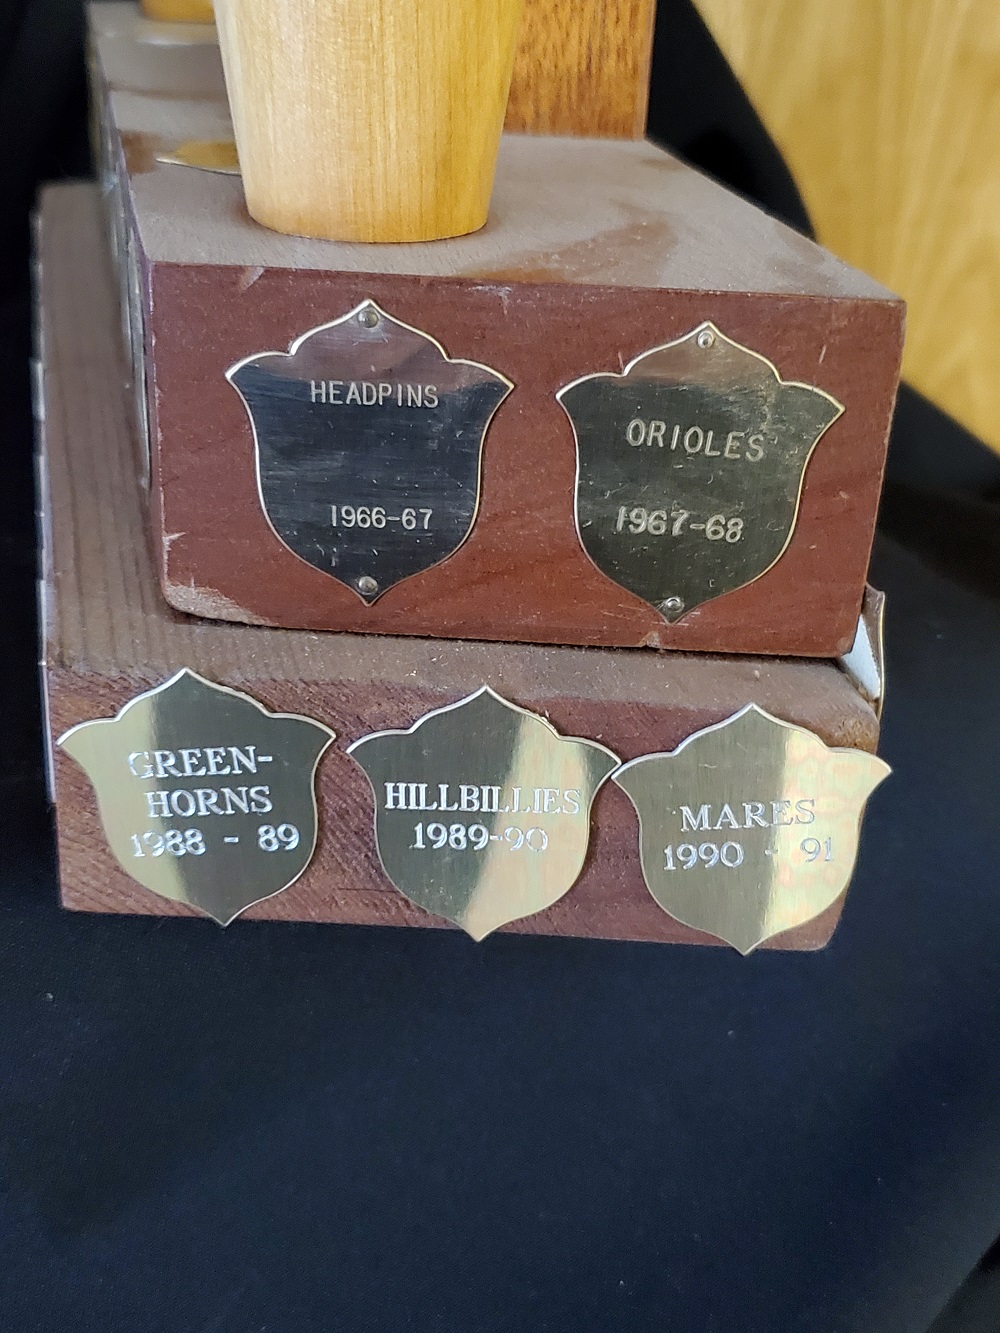 HEADPINS
1966-67
ORIOLES
1967-68
GREEN-
HORNS
1988 - 89
HILLBILLIES
1989-90
MARES
1990 - 91